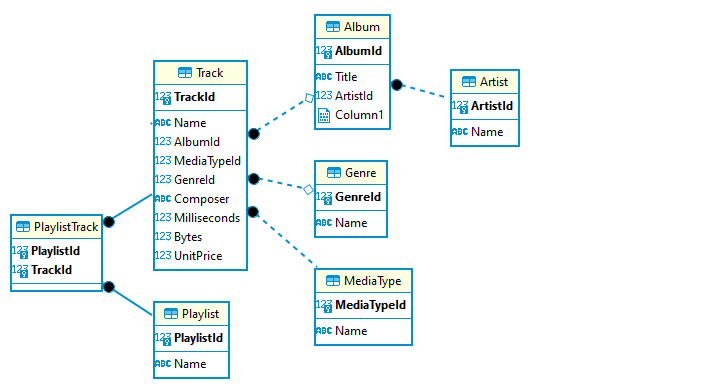 Album
123 AlbumId
ABC Title
123 ArtistId
Column1
Artist
123 ArtistId
ABC Name
Track
123 TrackId
ABC Name
123 AlbumId
123 MediaTypeId
123 GenreId
ABC Composer
123 Milliseconds
123 Bytes
123 UnitPrice
Genre
123 GenreId
ABC Name
PlaylistTrack
123 PlaylistId
123 TrackId
MediaType
123 MediaTypeId
ABC Name
Playlist
123 PlaylistId
ABC Name